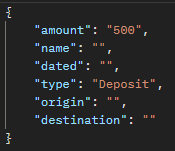 {
"amount": "500",
"name": "",
"dated": "",
"type": "Deposit",
"origin": "",
"destination": ""
}